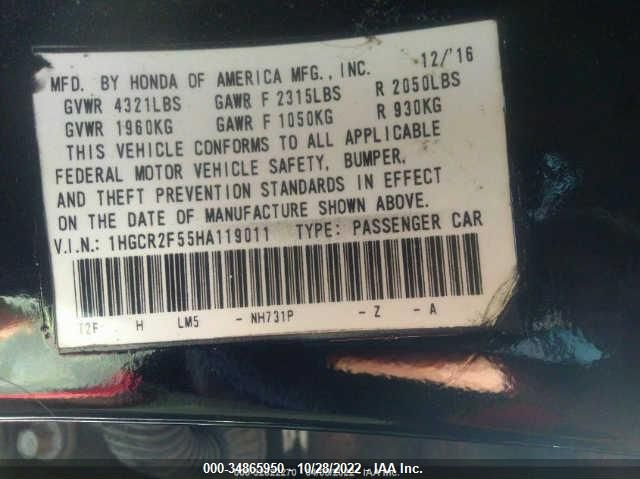 MFD. BY HONDA OF AMERICA MFG., INC. 12/'16
GVWR 4321LBS GAWR F 2315LBS R 2050LBS
GVWR 1960KG GAWR F 1050KG R 930KG
THIS VEHICLE CONFORMS TO ALL APPLICABLE
FEDERAL MOTOR VEHICLE SAFETY, BUMPER,
AND THEFT PREVENTION STANDARDS IN EFFECT
ON THE DATE OF MANUFACTURE SHOWN ABOVE.
V.I.N.: 1HGCR2F55HA119011 TYPE: PASSENGER CAR
T2F H LM5 - NH731P - Z - A
000-34865950 - 10/28/2022 - IAA Inc.